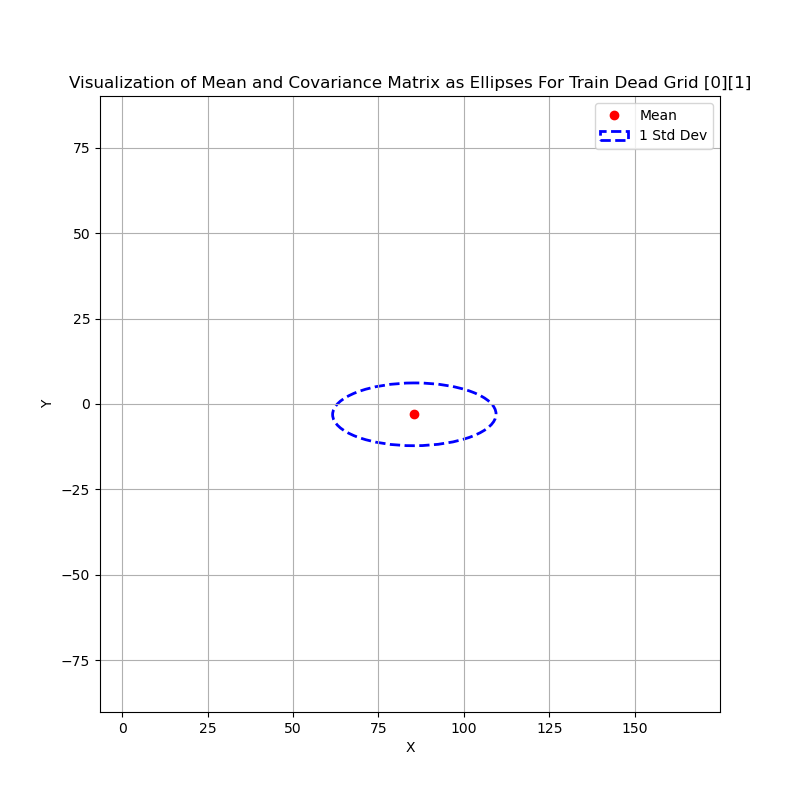 Visualization of Mean and Covariance Matrix as Ellipses For Train Dead Grid [0][1]
Mean
1 Std Dev
75
50
25
0
−25
−50
−75
Y
0 25 50 75 100 125 150
X